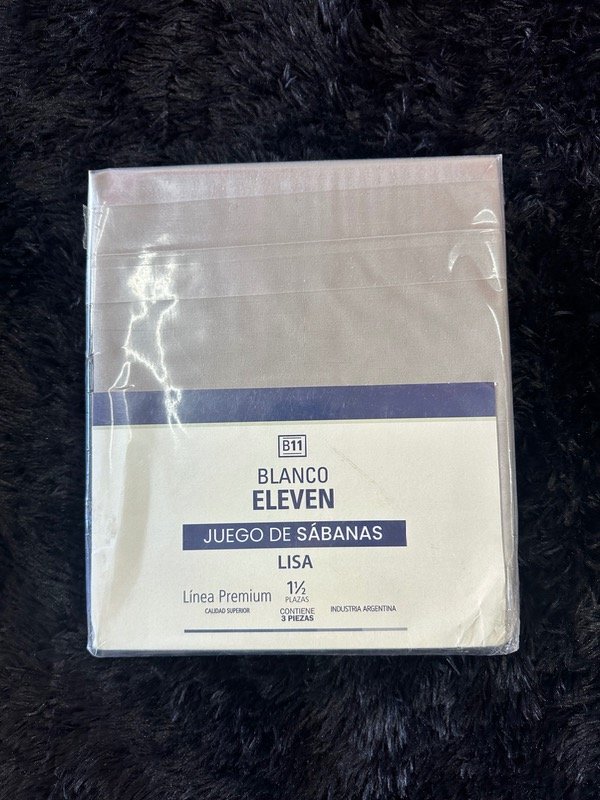 B11
BLANCO
ELEVEN
JUEGO DE SÁBANAS
LISA
Línea Premium
CALIDAD SUPERIOR
1½
PLAZAS
CONTIENE
3 PIEZAS
INDUSTRIA ARGENTINA